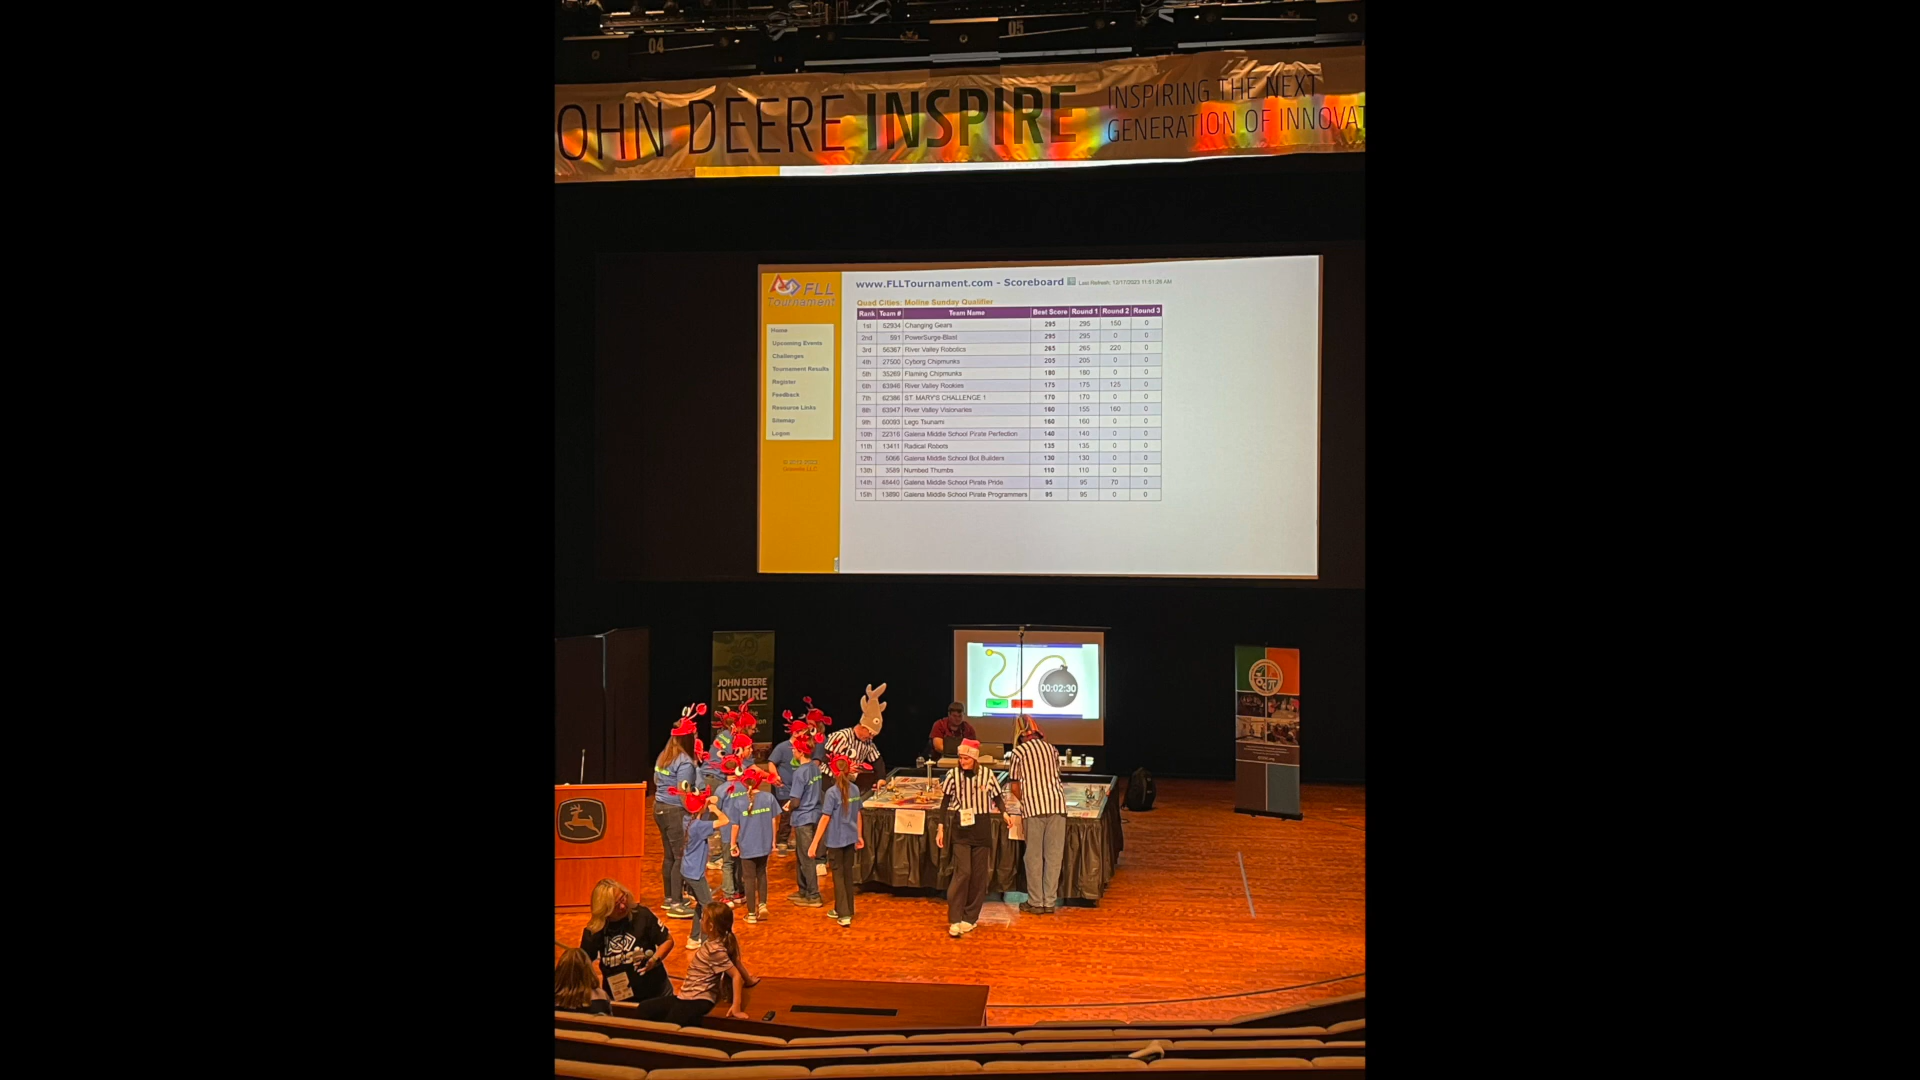 04
05
OHN DEERE INSPIRE
INSPIRING THE NEXT
GENERATION OF INNOVAT
FLL
Tournament
www.FLLTournament.com - Scoreboard Last Refresh: 12/17/2023 11:51:26 AM
Home
Upcoming Events
Challenges
Tournament Results
Register
Feedback
Resource Links
Sitemap
Logon
Quad Cities: Moline Sunday Qualifier
Rank Team # Team Name Best Score Round 1 Round 2 Round 3
1st 52934 Changing Gears 295 295 150 0
2nd 591 PowerSurge-Blast 295 295 0 0
3rd 56367 River Valley Robotics 265 265 220 0
4th 27500 Cyborg Chipmunks 205 205 0 0
5th 35269 Flaming Chipmunks 180 180 0 0
6th 63946 River Valley Rookies 175 175 125 0
7th 62386 ST. MARY'S CHALLENGE 1 170 170 0 0
8th 63947 River Valley Visionaries 160 155 160 0
9th 60093 Lego Tsunami 160 160 0 0
10th 22316 Galena Middle School Pirate Perfection 140 140 0 0
11th 13411 Radical Robots 135 135 0 0
12th 5066 Galena Middle School Bot Builders 130 130 0 0
13th 3589 Numbed Thumbs 110 110 0 0
14th 48440 Galena Middle School Pirate Pride 95 95 70 0
15th 13890 Galena Middle School Pirate Programmers 95 95 0 0
JOHN DEERE
INSPIRE
00:02:30
A